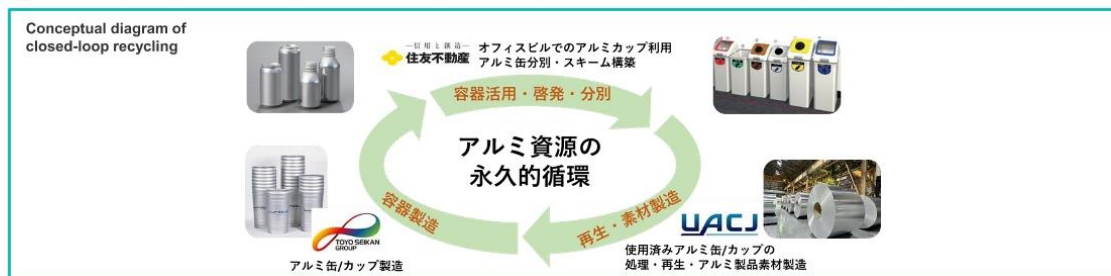 Conceptual diagram of
closed-loop recycling
―信用と創造―
住友不動産
オフィスビルでのアルミカップ利用
アルミ缶分別・スキーム構築
容器活用・啓発・分別
アルミ資源の
永久的循環
容器製造
再生・素材製造
TOYO SEIKAN
GROUP
アルミ缶/カップ製造
UACJ
使用済みアルミ缶/カップの
処理・再生・アルミ製品素材製造